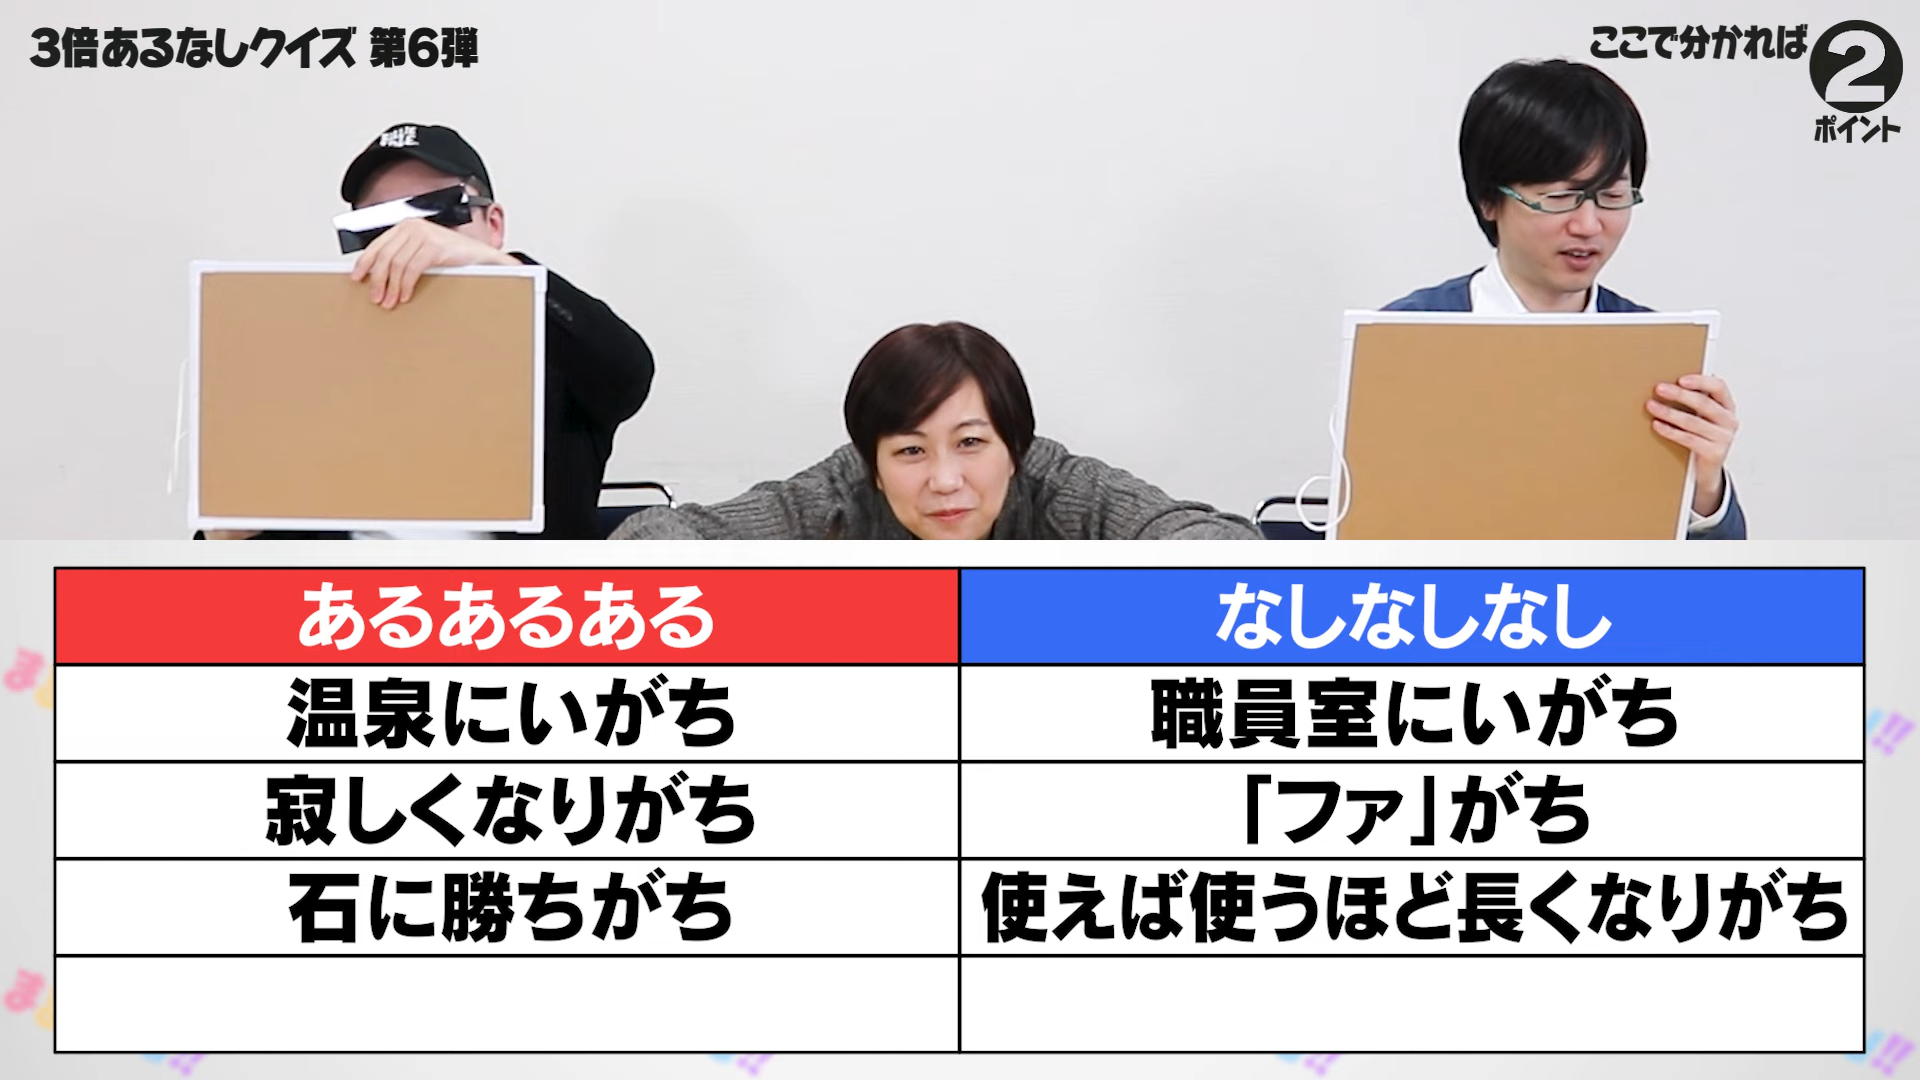 3倍あるなしクイズ 第6弾
ここで分かれば
2
ポイント
あるあるある
なしなしなし
温泉にいがち
職員室にいがち
寂しくなりがち
「ファ」がち
石に勝ちがち
使えば使うほど長くなりがち